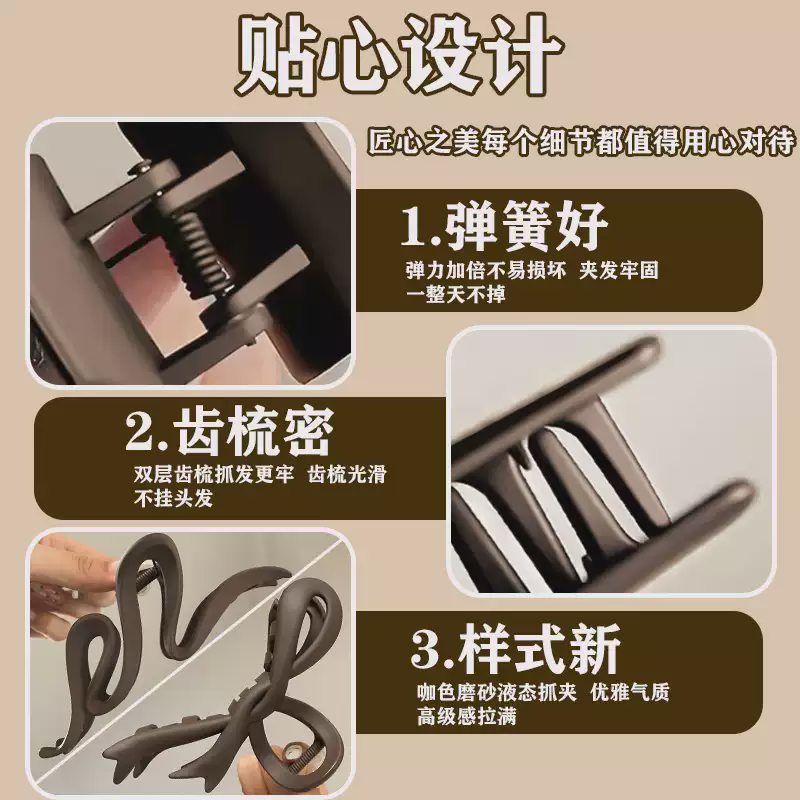 贴心设计
匠心之美每个细节都值得用心对待
1.弹簧好
弹力加倍不易损坏 夹发牢固
一整天不掉
2.齿梳密
双层齿梳抓发更牢 齿梳光滑
不挂头发
3.样式新
咖色磨砂液态抓夹 优雅气质
高级感拉满